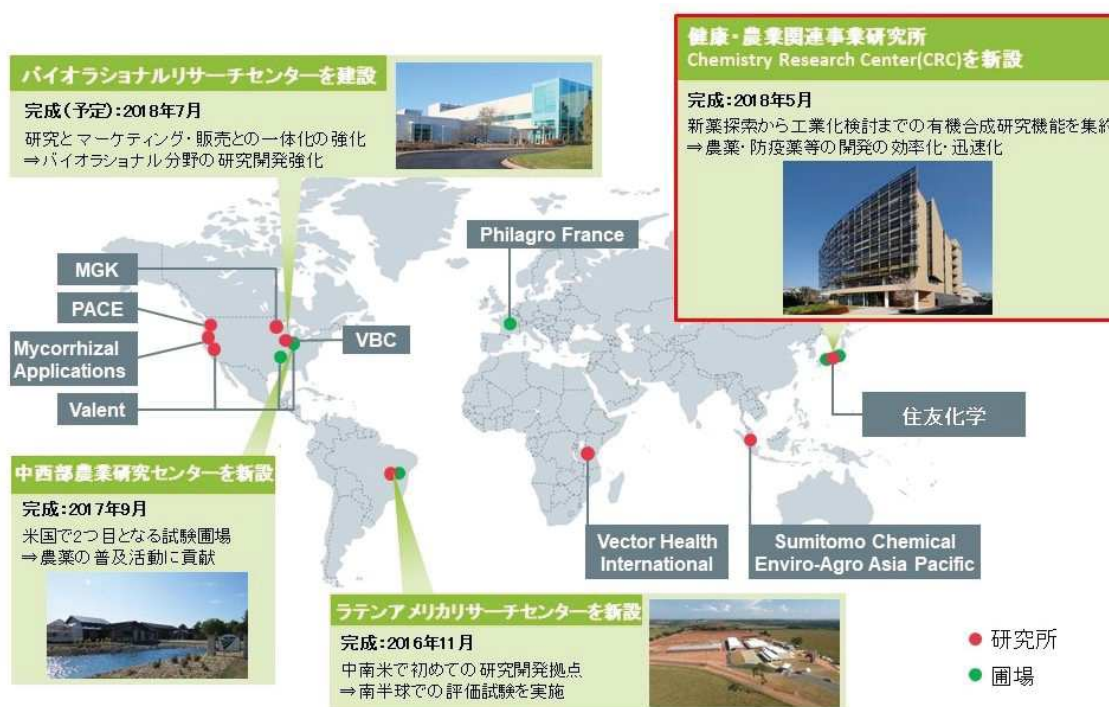 バイオラショナルリサーチセンターを建設
完成(予定):2018年7月
研究とマーケティング・販売との一体化の強化
⇒バイオラショナル分野の研究開発強化
健康・農業関連事業研究所
Chemistry Research Center(CRC)を新設
完成:2018年5月
新薬探索から工業化検討までの有機合成研究機能を集約
⇒農薬・防疫薬等の開発の効率化・迅速化
Philagro France
MGK
PACE
Mycorrhizal
Applications
Valent
VBC
住友化学
中西部農業研究センターを新設
完成:2017年9月
米国で2つ目となる試験圃場
⇒農薬の普及活動に貢献
Vector Health
International
Sumitomo Chemical
Enviro-Agro Asia Pacific
ラテンアメリカリサーチセンターを新設
完成:2016年11月
中南米で初めての研究開発拠点
⇒南半球での評価試験を実施
研究所
圃場